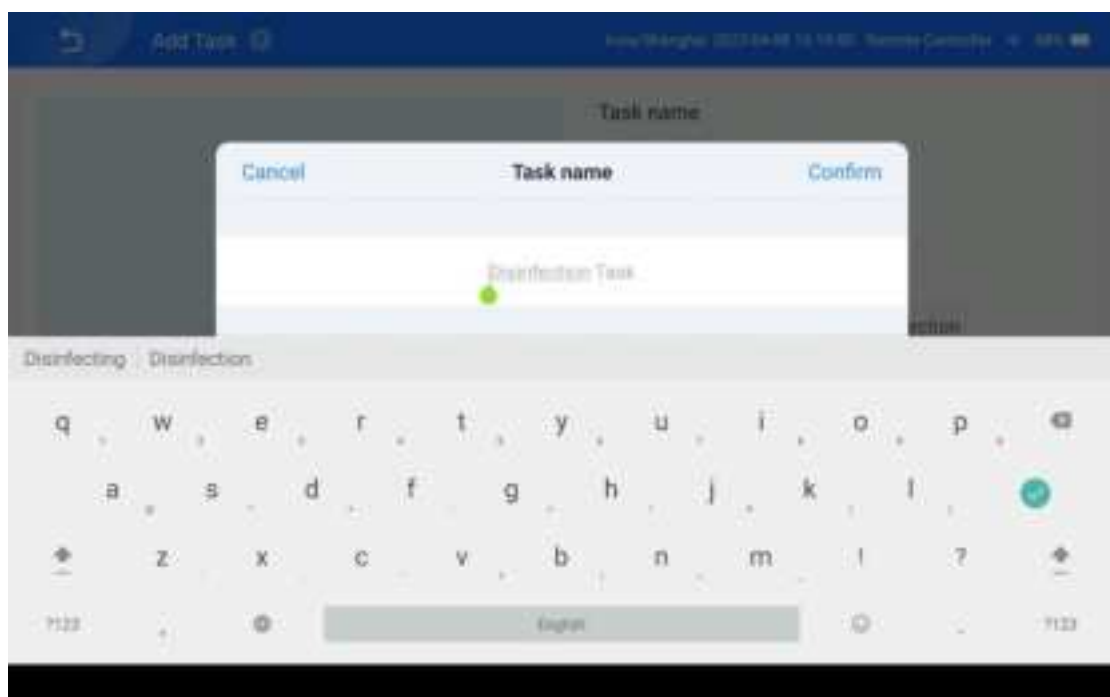 Add Task
Task name
Cancel Task name Confirm
Disinfection Task
Disinfecting Disinfection
q w e r t y u i o p
a s d f g h j k l
z x c v b n m ! ?
?123 English ?123